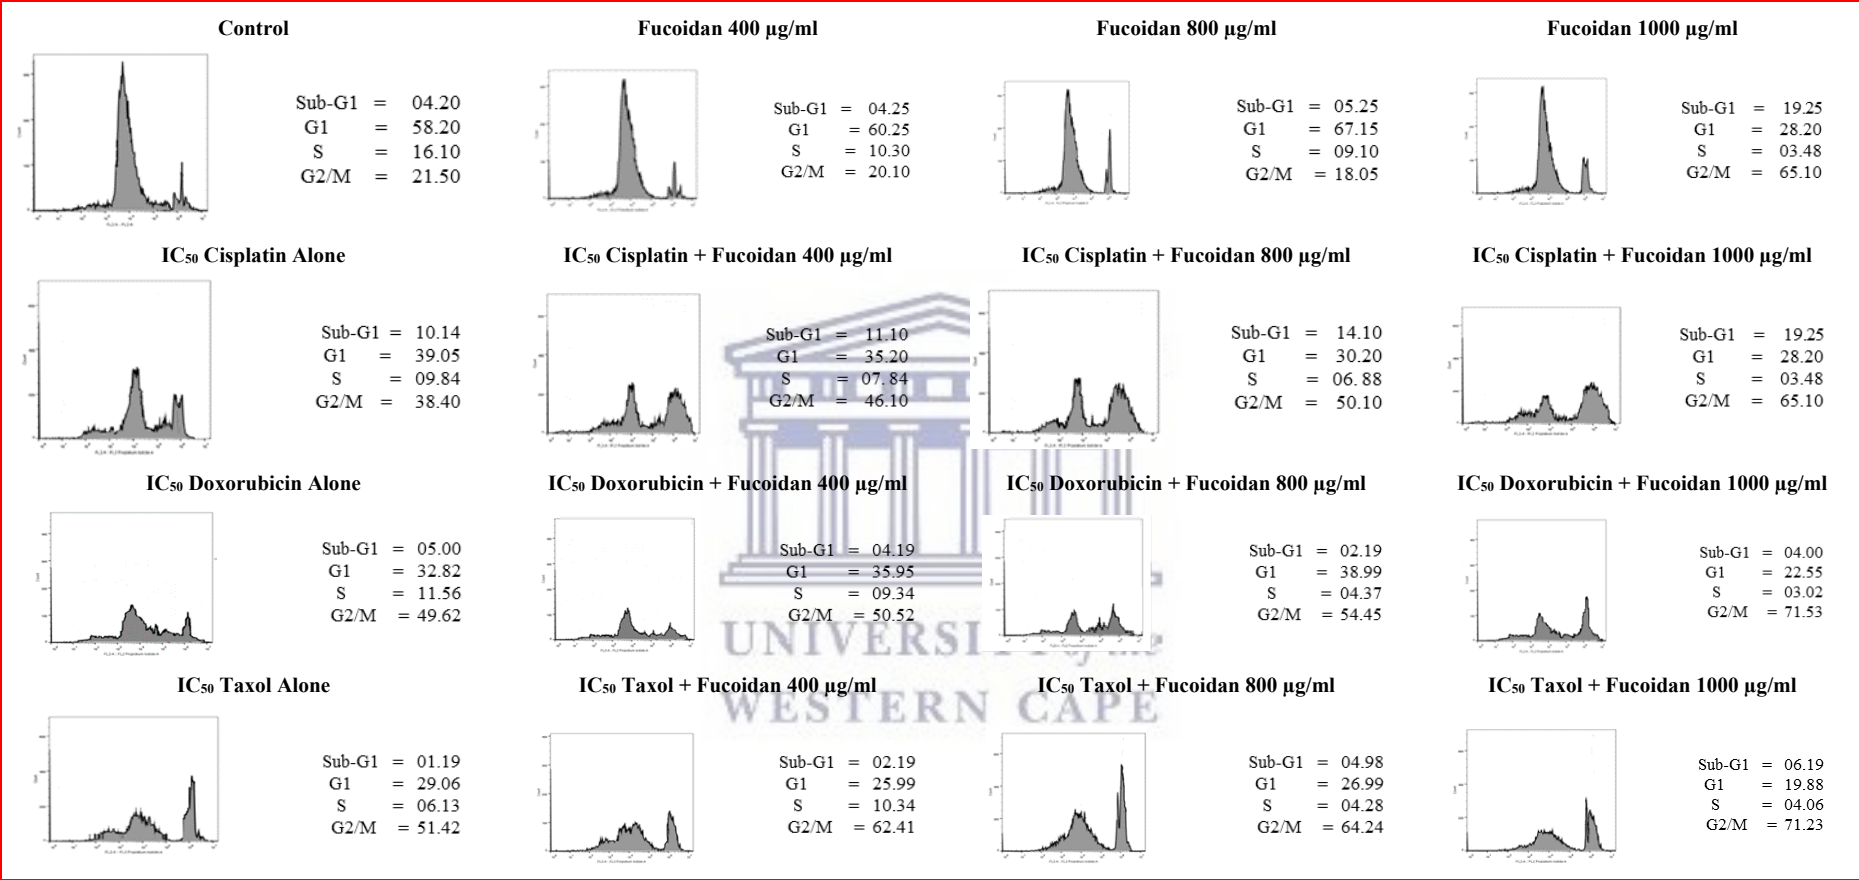 Control
Sub-G1 = 04.20
G1 = 58.20
S = 16.10
G2/M = 21.50
Fucoidan 400 µg/ml
Sub-G1 = 04.25
G1 = 60.25
S = 10.30
G2/M = 20.10
Fucoidan 800 µg/ml
Sub-G1 = 05.25
G1 = 67.15
S = 09.10
G2/M = 18.05
Fucoidan 1000 µg/ml
Sub-G1 = 19.25
G1 = 28.20
S = 03.48
G2/M = 65.10
IC50 Cisplatin Alone
Sub-G1 = 10.14
G1 = 39.05
S = 09.84
G2/M = 38.40
IC50 Cisplatin + Fucoidan 400 µg/ml
Sub-G1 = 11.10
G1 = 35.20
S = 07. 84
G2/M = 46.10
IC50 Cisplatin + Fucoidan 800 µg/ml
Sub-G1 = 14.10
G1 = 30.20
S = 06. 88
G2/M = 50.10
IC50 Cisplatin + Fucoidan 1000 µg/ml
Sub-G1 = 19.25
G1 = 28.20
S = 03.48
G2/M = 65.10
IC50 Doxorubicin Alone
Sub-G1 = 05.00
G1 = 32.82
S = 11.56
G2/M = 49.62
IC50 Doxorubicin + Fucoidan 400 µg/ml
Sub-G1 = 04.19
G1 = 35.95
S = 09.34
G2/M = 50.52
IC50 Doxorubicin + Fucoidan 800 µg/ml
Sub-G1 = 02.19
G1 = 38.99
S = 04.37
G2/M = 54.45
IC50 Doxorubicin + Fucoidan 1000 µg/ml
Sub-G1 = 04.00
G1 = 22.55
S = 03.02
G2/M = 71.53
IC50 Taxol Alone
Sub-G1 = 01.19
G1 = 29.06
S = 06.13
G2/M = 51.42
IC50 Taxol + Fucoidan 400 µg/ml
Sub-G1 = 02.19
G1 = 25.99
S = 10.34
G2/M = 62.41
IC50 Taxol + Fucoidan 800 µg/ml
Sub-G1 = 04.98
G1 = 26.99
S = 04.28
G2/M = 64.24
IC50 Taxol + Fucoidan 1000 µg/ml
Sub-G1 = 06.19
G1 = 19.88
S = 04.06
G2/M = 71.23
UNIVERSI the
WESTERN CAPE